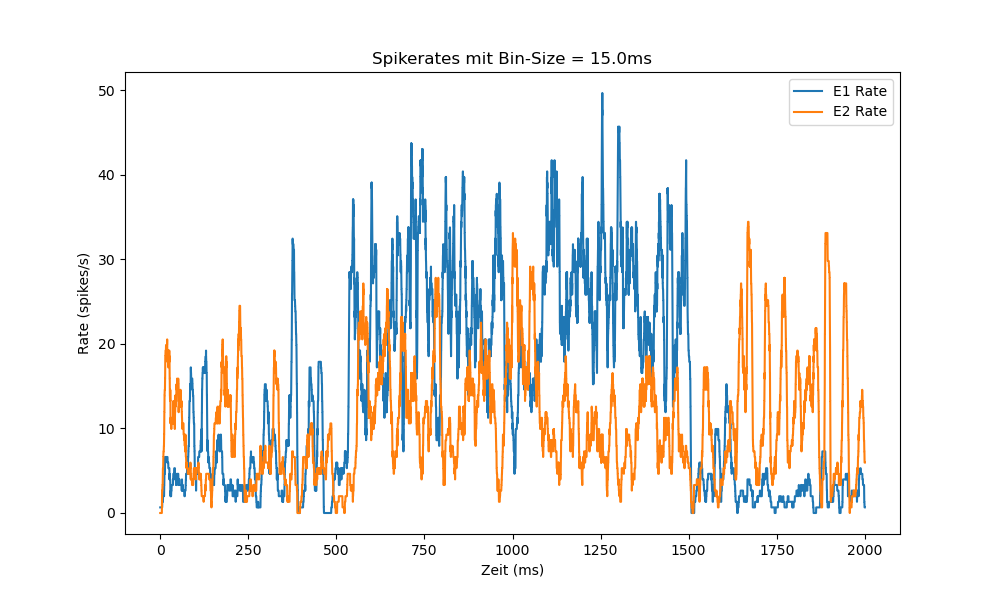 Spikerates mit Bin-Size = 15.0ms
E1 Rate
E2 Rate
50
40
30
20
10
0
Rate (spikes/s)
0 250 500 750 1000 1250 1500 1750 2000
Zeit (ms)